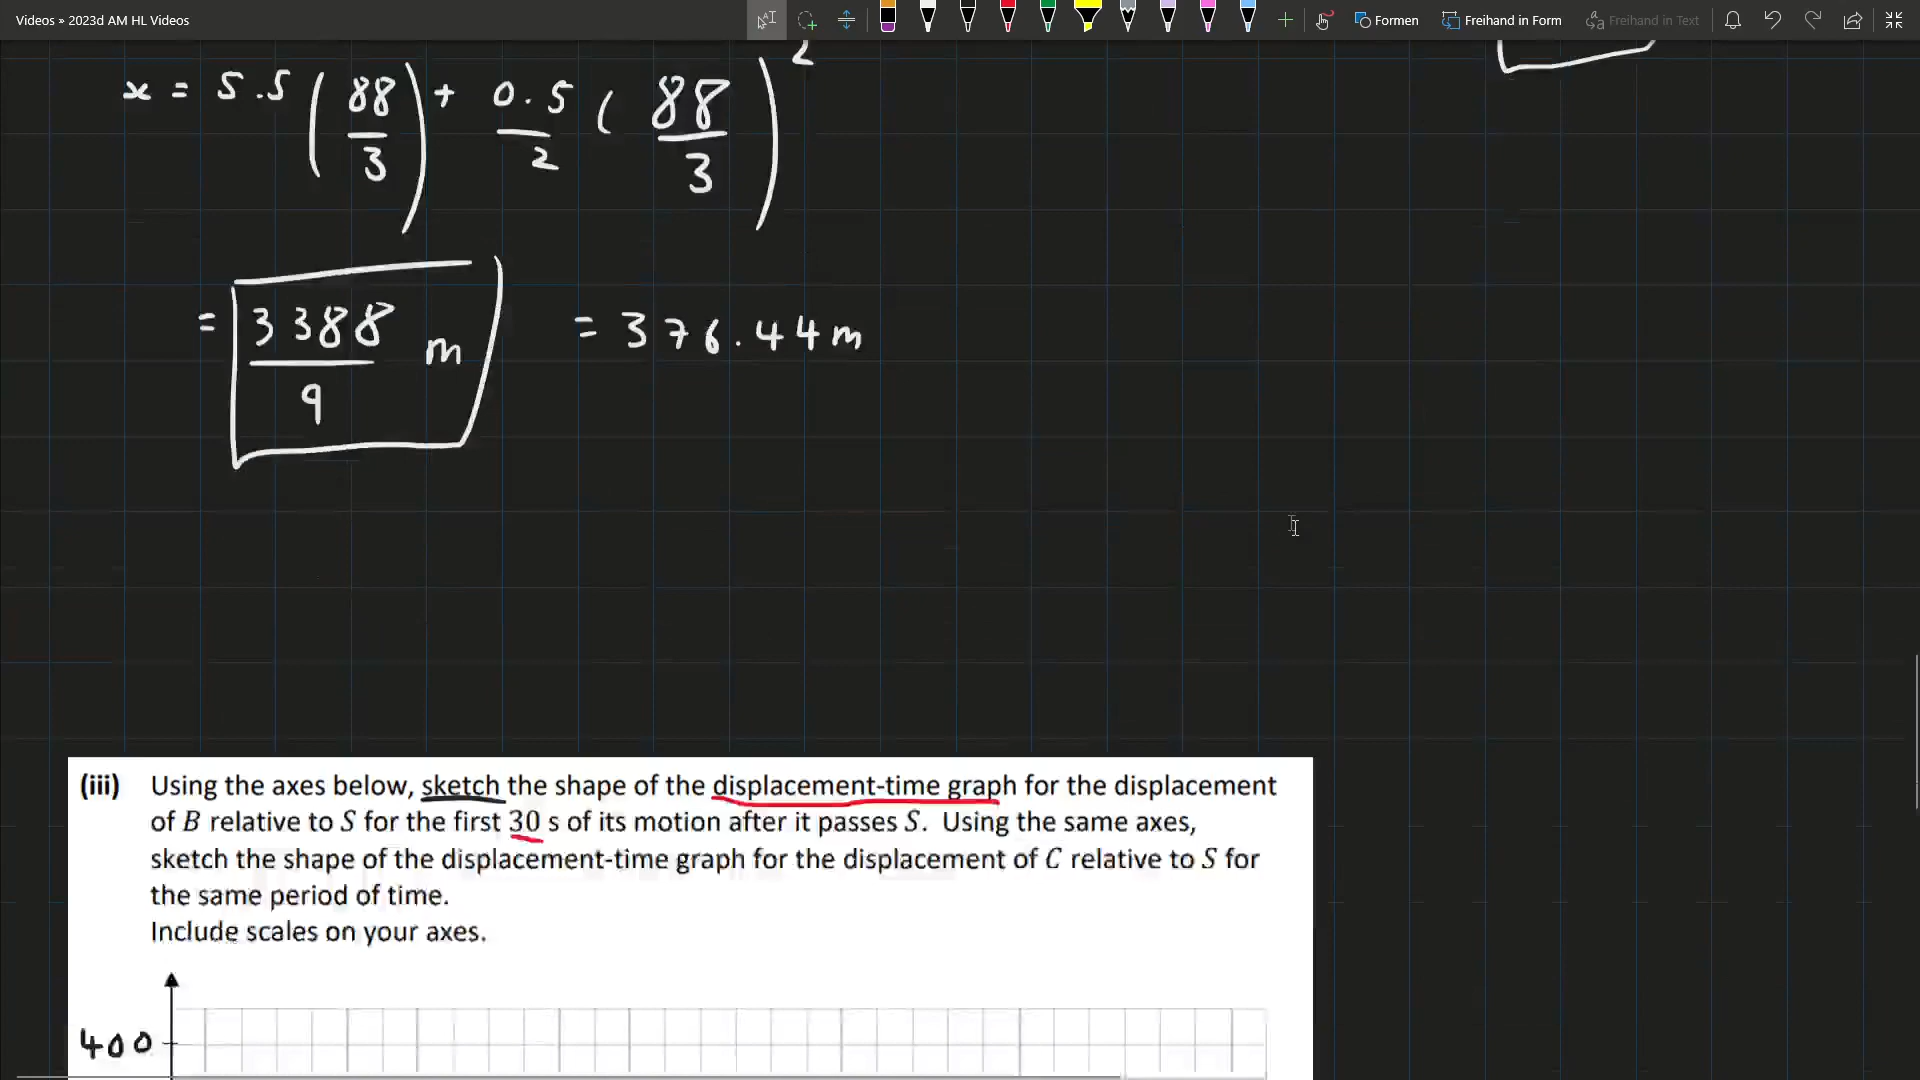 Videos » 2023d AM HL Videos
Formen
Freihand in Form
Freihand in Text
x = 5.5 (88/3) + 0.5/2 (88/3)²
= 3388/9 m = 376.44m
(iii) Using the axes below, sketch the shape of the displacement-time graph for the displacement
of B relative to S for the first 30 s of its motion after it passes S. Using the same axes,
sketch the shape of the displacement-time graph for the displacement of C relative to S for
the same period of time.
Include scales on your axes.
400